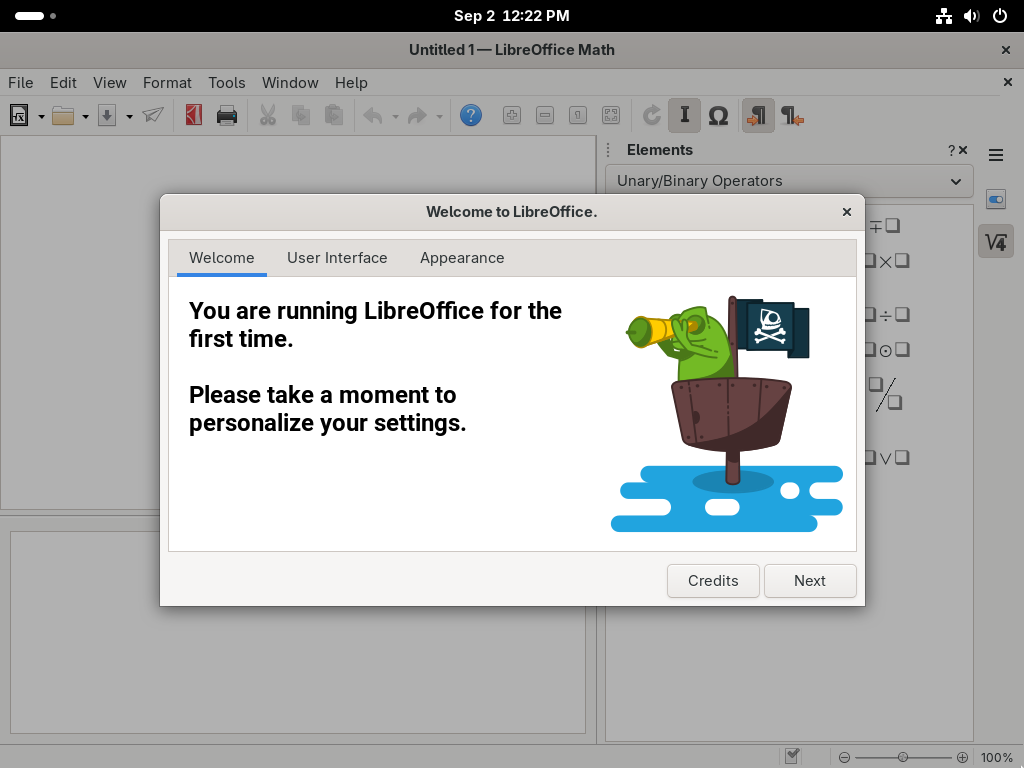 Sep 2 12:22 PM
Untitled 1 — LibreOffice Math
File Edit View Format Tools Window Help
Elements
Unary/Binary Operators
Welcome to LibreOffice.
Welcome User Interface Appearance
You are running LibreOffice for the
first time.
Please take a moment to
personalize your settings.
Credits Next
100%